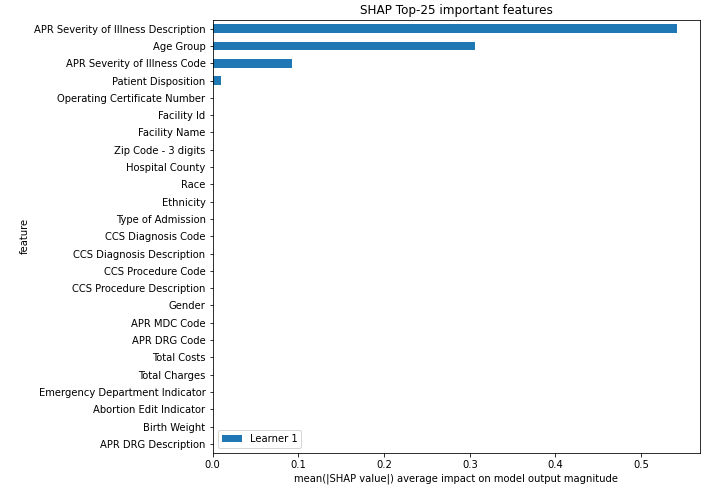 SHAP Top-25 important features
APR Severity of Illness Description
Age Group
APR Severity of Illness Code
Patient Disposition
Operating Certificate Number
Facility Id
Facility Name
Zip Code - 3 digits
Hospital County
Race
Ethnicity
Type of Admission
CCS Diagnosis Code
CCS Diagnosis Description
CCS Procedure Code
CCS Procedure Description
Gender
APR MDC Code
APR DRG Code
Total Costs
Total Charges
Emergency Department Indicator
Abortion Edit Indicator
Birth Weight
APR DRG Description
feature
Learner 1
0.0 0.1 0.2 0.3 0.4 0.5
mean(|SHAP value|) average impact on model output magnitude